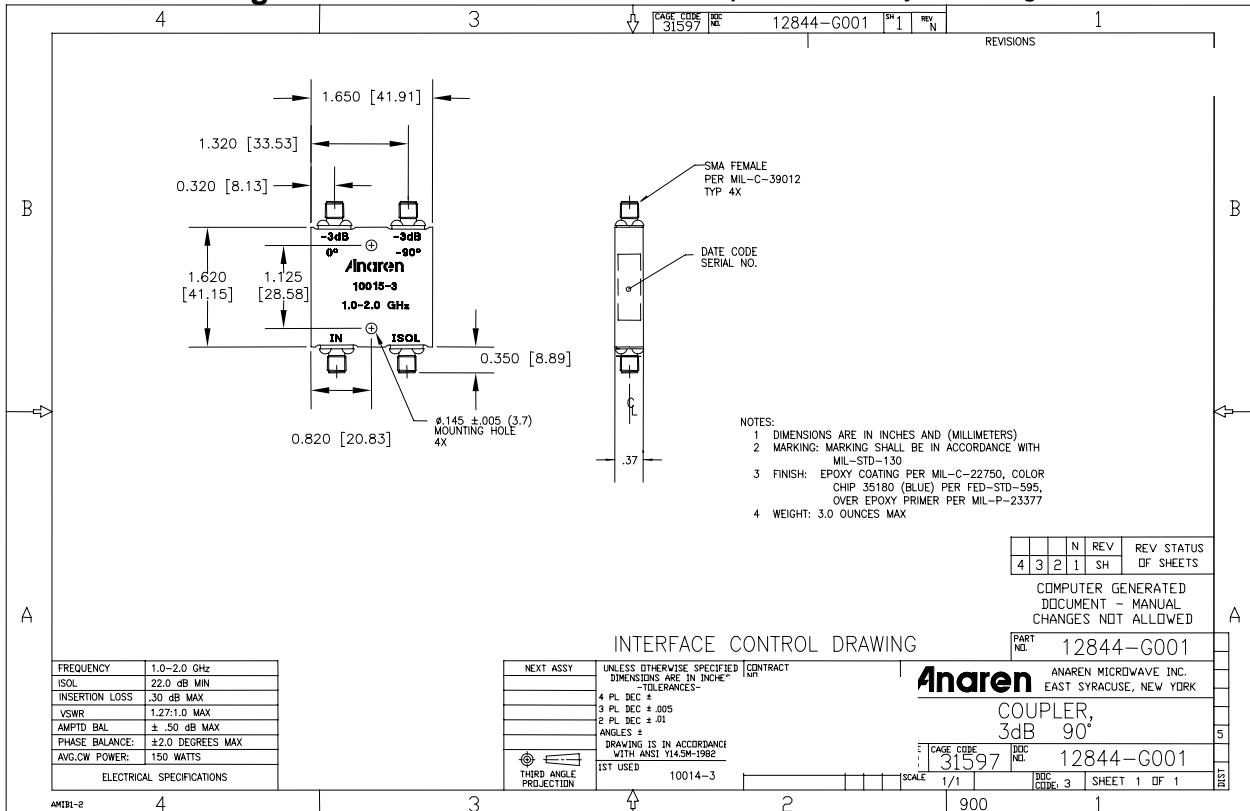 4 3 1
CAGE CODE 31597 DOC NO. 12844-G001 SH 1 REV N
REVISIONS
1.650 [41.91]
1.320 [33.53]
0.320 [8.13]
SMA FEMALE
PER MIL-C-39012
TYP 4X
B B
-3dB -3dB
0° -90°
DATE CODE
SERIAL NO.
Anaren
1.620
[41.15]
1.125
[28.58]
10015-3
1.0-2.0 GHz
IN ISOL
0.350 [8.89]
ø.145 ±.005 (3.7)
MOUNTING HOLE
4X
0.820 [20.83]
CL
.37
NOTES:
1 DIMENSIONS ARE IN INCHES AND (MILLIMETERS)
2 MARKING: MARKING SHALL BE IN ACCORDANCE WITH
MIL-STD-130
3 FINISH: EPOXY COATING PER MIL-C-22750, COLOR
CHIP 35180 (BLUE) PER FED-STD-595,
OVER EPOXY PRIMER PER MIL-P-23377
4 WEIGHT: 3.0 OUNCES MAX
N REV REV STATUS
4 3 2 1 SH OF SHEETS
COMPUTER GENERATED
DOCUMENT - MANUAL
CHANGES NOT ALLOWED
A A
INTERFACE CONTROL DRAWING
PART NO. 12844-G001
FREQUENCY 1.0-2.0 GHz
ISOL 22.0 dB MIN
INSERTION LOSS .30 dB MAX
VSWR 1.27:1.0 MAX
AMPTD BAL ± .50 dB MAX
PHASE BALANCE: ±2.0 DEGREES MAX
AVG.CW POWER: 150 WATTS
ELECTRICAL SPECIFICATIONS
NEXT ASSY
THIRD ANGLE
PROJECTION
UNLESS OTHERWISE SPECIFIED
DIMENSIONS ARE IN INCHES
-TOLERANCES-
4 PL DEC ±
3 PL DEC ± .005
2 PL DEC ± .01
ANGLES ±
DRAWING IS IN ACCORDANCE
WITH ANSI Y14.5M-1982
1ST USED
10014-3
CONTRACT
Anaren
ANAREN MICROWAVE INC.
EAST SYRACUSE, NEW YORK
COUPLER,
3dB 90°
CAGE CODE 31597 DOC NO. 12844-G001
5
SCALE 1/1 DOC CODE: 3 SHEET 1 OF 1
DIST
AMIB1-2 4 3 2 900 1